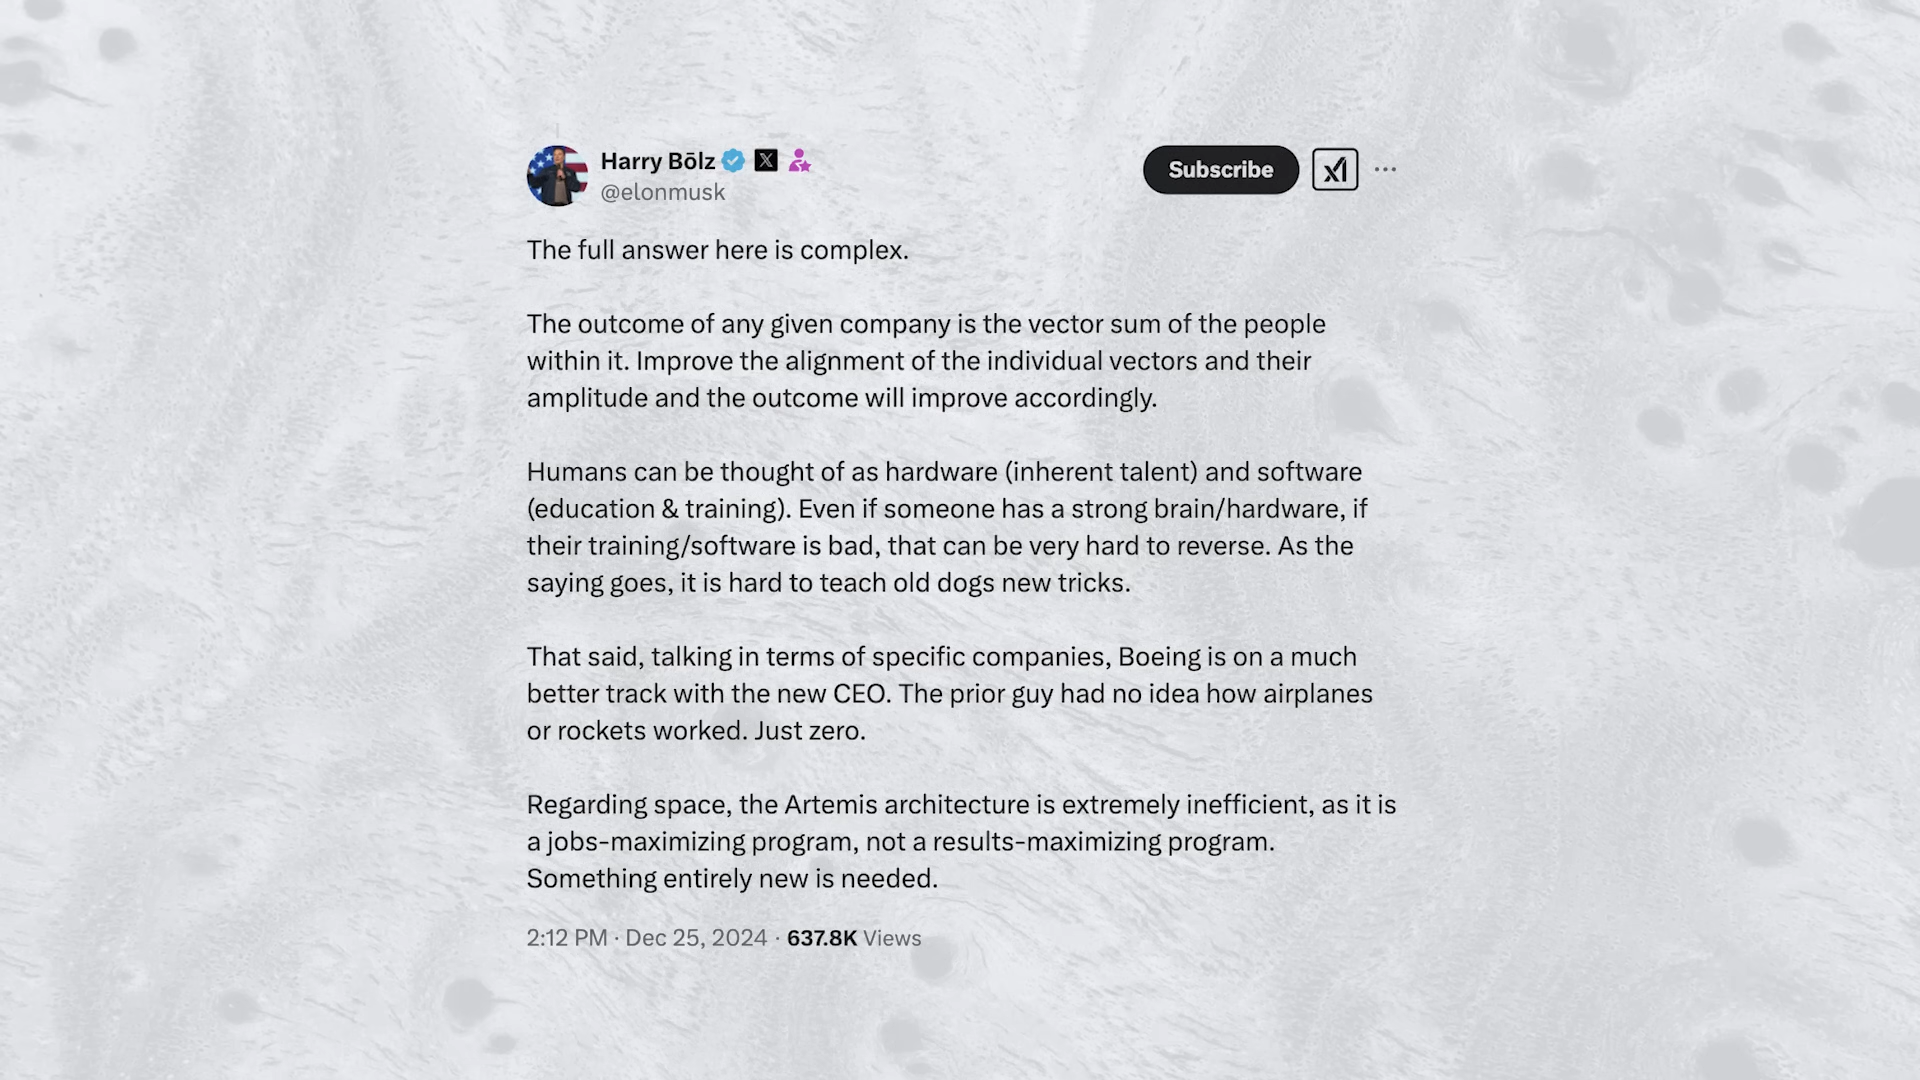 Harry Bōlz
@elonmusk
Subscribe
The full answer here is complex.
The outcome of any given company is the vector sum of the people
within it. Improve the alignment of the individual vectors and their
amplitude and the outcome will improve accordingly.
Humans can be thought of as hardware (inherent talent) and software
(education & training). Even if someone has a strong brain/hardware, if
their training/software is bad, that can be very hard to reverse. As the
saying goes, it is hard to teach old dogs new tricks.
That said, talking in terms of specific companies, Boeing is on a much
better track with the new CEO. The prior guy had no idea how airplanes
or rockets worked. Just zero.
Regarding space, the Artemis architecture is extremely inefficient, as it is
a jobs-maximizing program, not a results-maximizing program.
Something entirely new is needed.
2:12 PM · Dec 25, 2024 · 637.8K Views